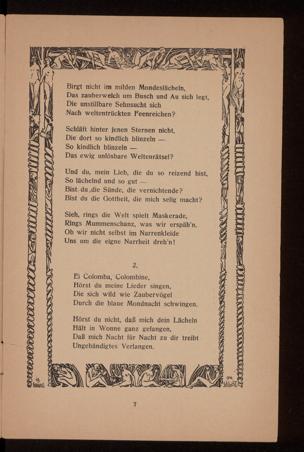 Birgt nicht im milden Mondeslächeln,
Das zauberweich um Busch und Au sich legt,
Die unstillbare Sehnsucht sich
Nach weltentrückten Feenreichen?
Schläft hinter jenen Sternen nicht,
Die dort so kindlich blinzeln —
So kindlich blinzeln —
Das ewig unlösbare Weltenrätsel?
Und du, mein Lieb, die du so reizend bist,
So lächelnd und so gut —
Bist du die Sünde, die vernichtende?
Bist du die Gottheit, die mich selig macht?
Sieh, rings die Welt spielt Maskerade,
Rings Mummenschanz, was wir erspäh'n.
Ob wir nicht selbst im Narrenkleide
Uns um die eigne Narrheit dreh'n!
2.
Ei Colomba, Colombine,
Hörst du meine Lieder singen,
Die sich wild wie Zaubervögel
Durch die blaue Mondnacht schwingen.
Hörst du nicht, daß mich dein Lächeln
Hält in Wonne ganz gefangen,
Daß mich Nacht für Nacht zu dir treibt
Ungebändigtes Verlangen.
7